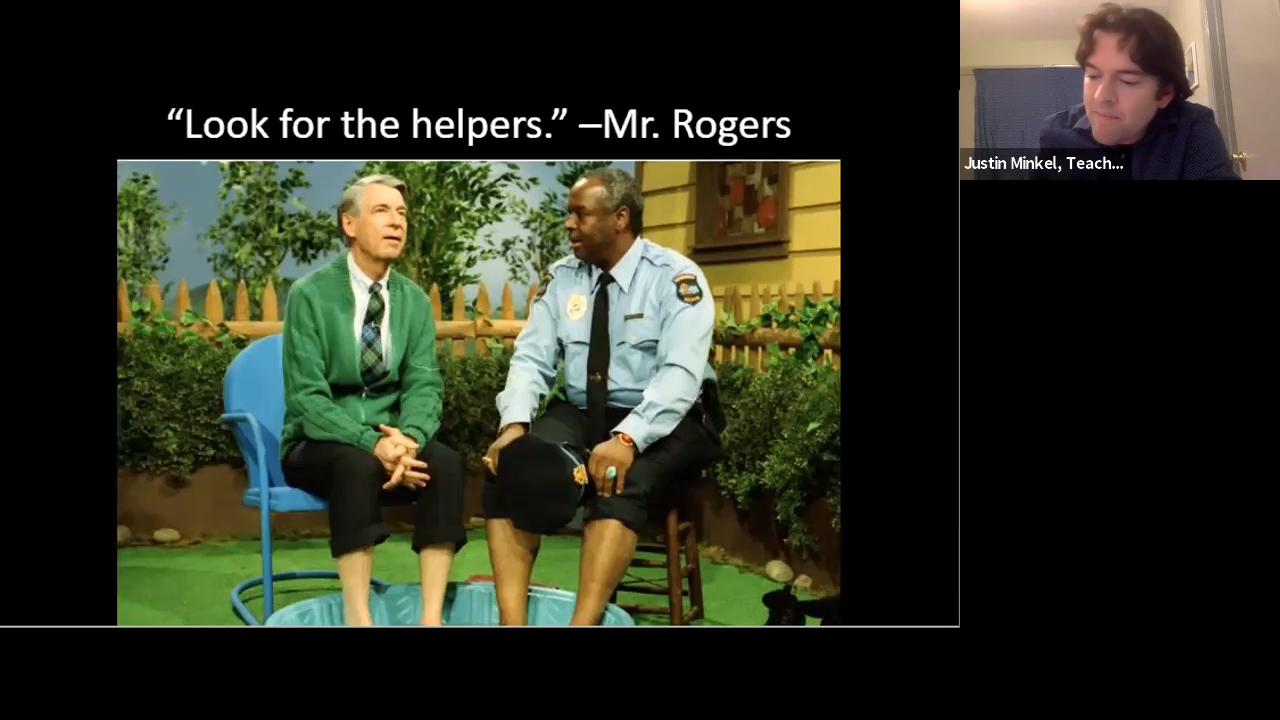 “Look for the helpers.” –Mr. Rogers
Justin Minkel, Teach...